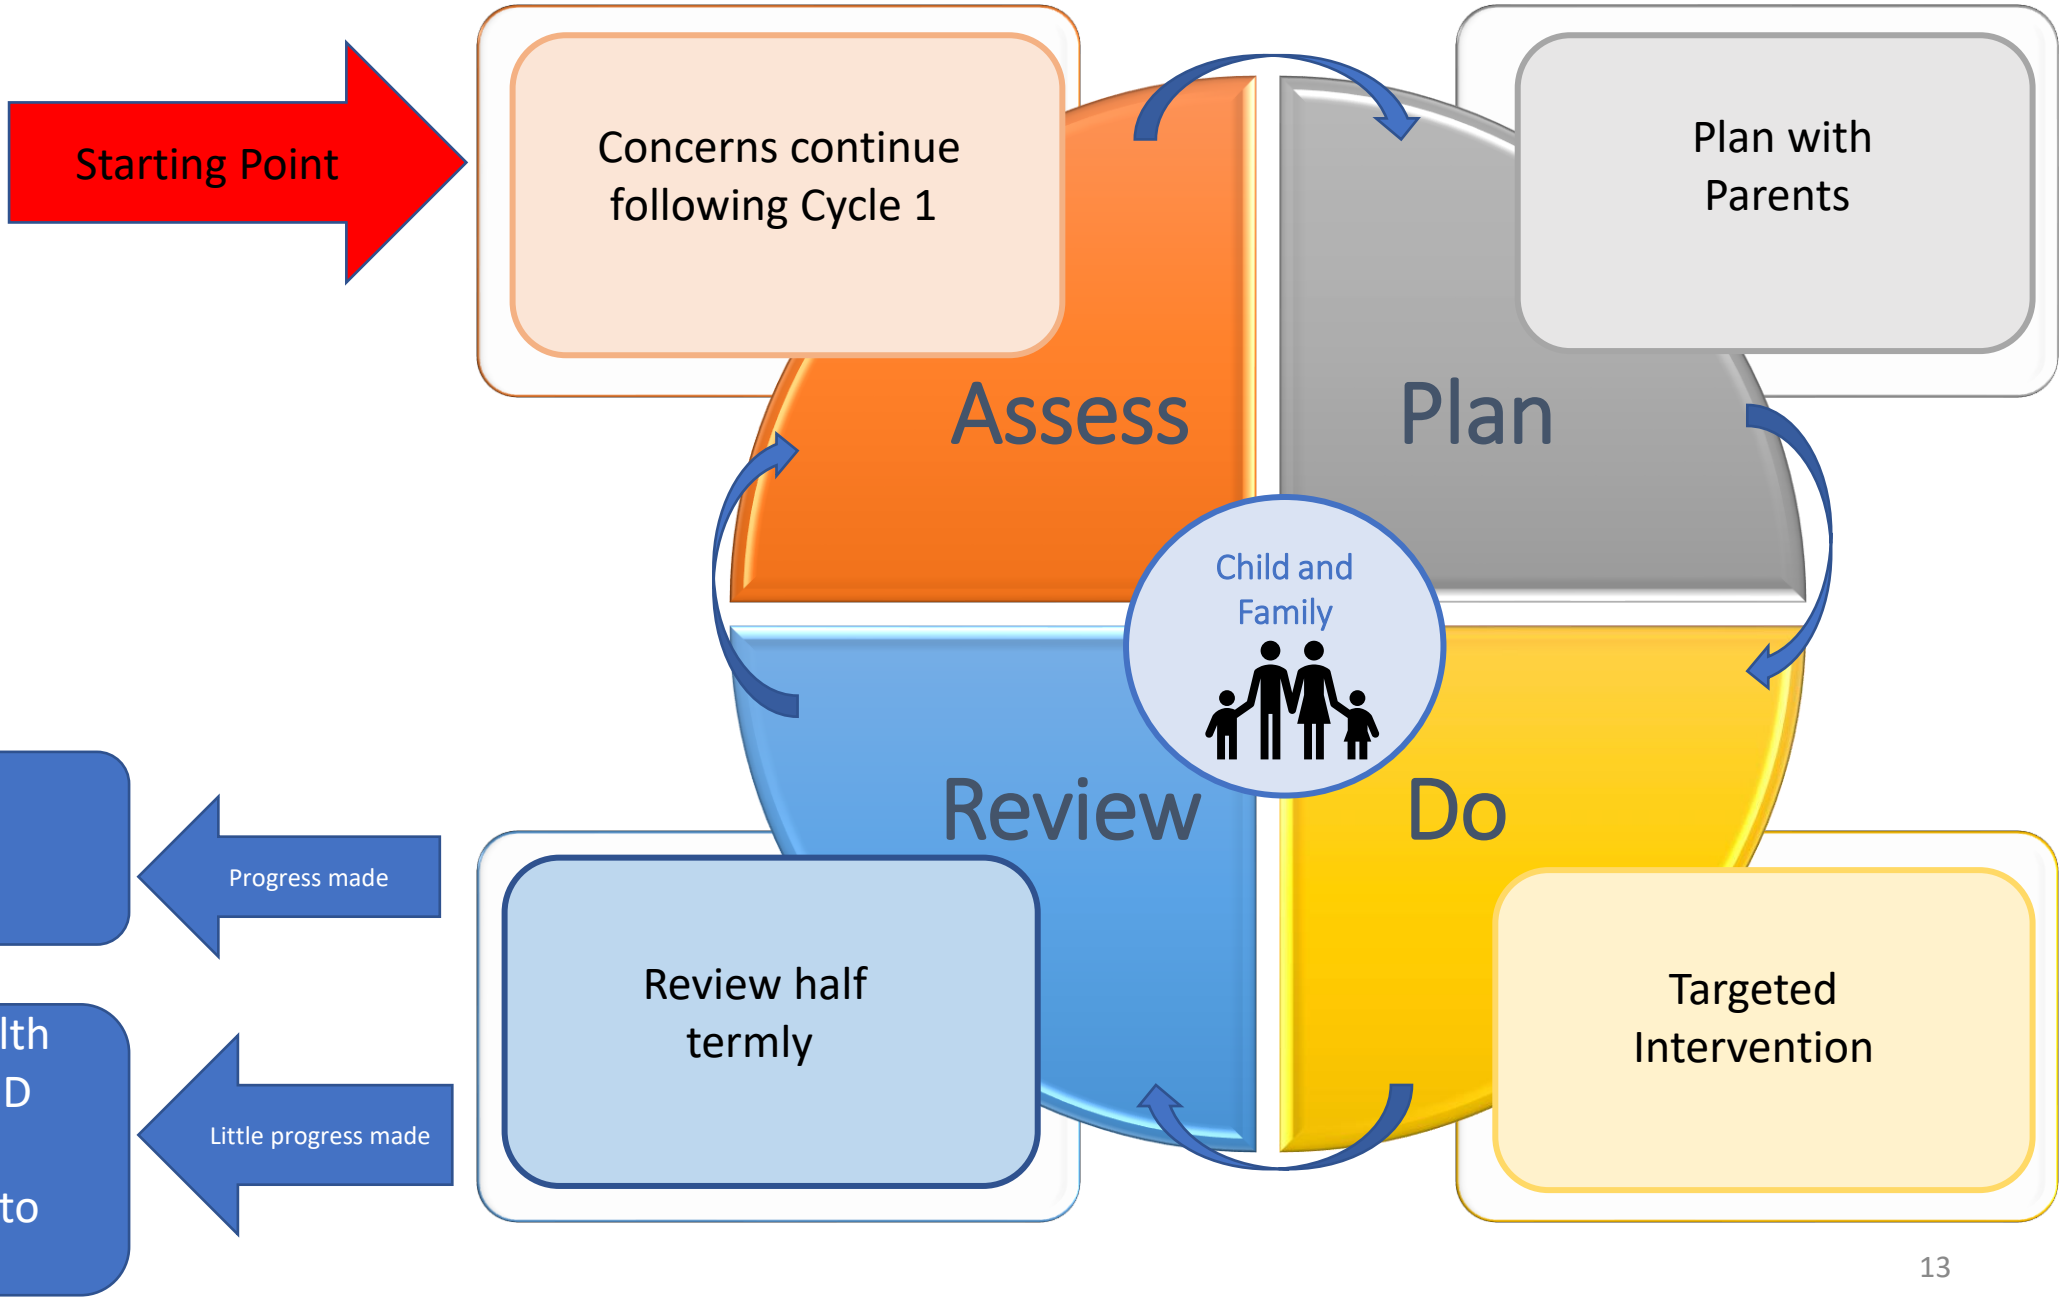 Starting Point
Concerns continue
following Cycle 1
Plan with
Parents
Assess
Plan
Child and
Family
Review
Do
Progress made
Review half
termly
Targeted
Intervention
Little progress made
to
13